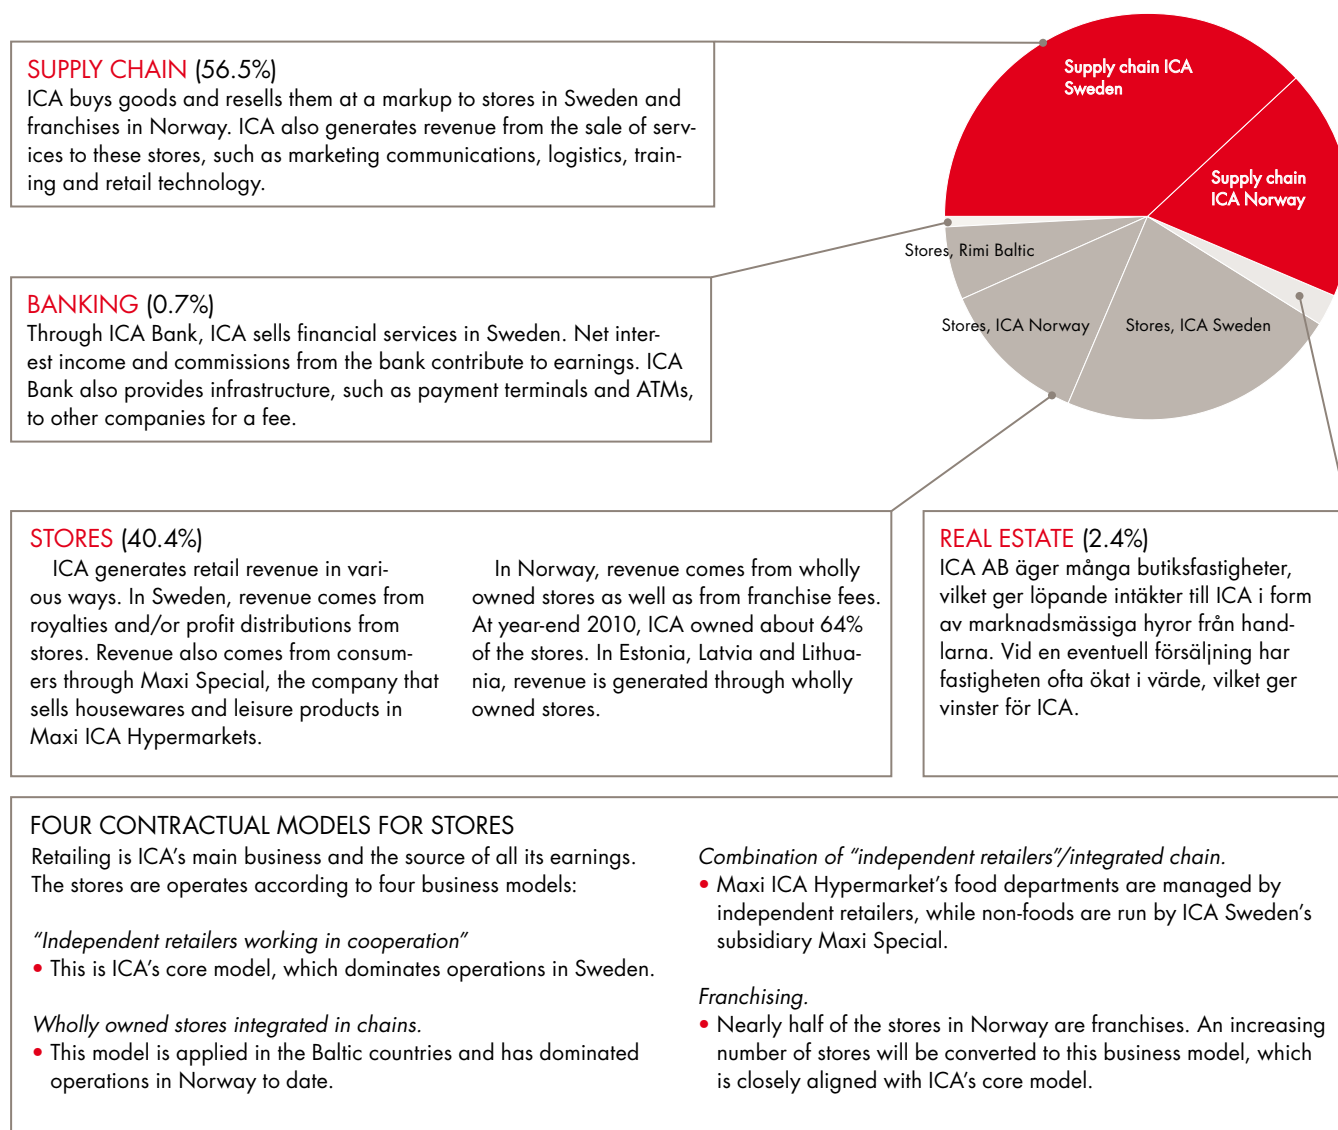 SUPPLY CHAIN (56.5%)
ICA buys goods and resells them at a markup to stores in Sweden and
franchises in Norway. ICA also generates revenue from the sale of serv-
ices to these stores, such as marketing communications, logistics, train-
ing and retail technology.
Supply chain ICA
Sweden
Supply chain
ICA Norway
Stores, Rimi Baltic
Stores, ICA Norway
Stores, ICA Sweden
BANKING (0.7%)
Through ICA Bank, ICA sells financial services in Sweden. Net inter-
est income and commissions from the bank contribute to earnings. ICA
Bank also provides infrastructure, such as payment terminals and ATMs,
to other companies for a fee.
STORES (40.4%)
ICA generates retail revenue in vari-
ous ways. In Sweden, revenue comes from
royalties and/or profit distributions from
stores. Revenue also comes from consum-
ers through Maxi Special, the company that
sells housewares and leisure products in
Maxi ICA Hypermarkets.
In Norway, revenue comes from wholly
owned stores as well as from franchise fees.
At year-end 2010, ICA owned about 64%
of the stores. In Estonia, Latvia and Lithua-
nia, revenue is generated through wholly
owned stores.
REAL ESTATE (2.4%)
ICA AB äger många butiksfastigheter,
vilket ger löpande intäkter till ICA i form
av marknadsmässiga hyror från hand-
larna. Vid en eventuell försäljning har
fastigheten ofta ökat i värde, vilket ger
vinster för ICA.
FOUR CONTRACTUAL MODELS FOR STORES
Retailing is ICA's main business and the source of all its earnings.
The stores are operates according to four business models:
“Independent retailers working in cooperation”
• This is ICA's core model, which dominates operations in Sweden.
Wholly owned stores integrated in chains.
• This model is applied in the Baltic countries and has dominated
operations in Norway to date.
Combination of “independent retailers”/integrated chain.
• Maxi ICA Hypermarket's food departments are managed by
independent retailers, while non-foods are run by ICA Sweden's
subsidiary Maxi Special.
Franchising.
• Nearly half of the stores in Norway are franchises. An increasing
number of stores will be converted to this business model, which
is closely aligned with ICA's core model.